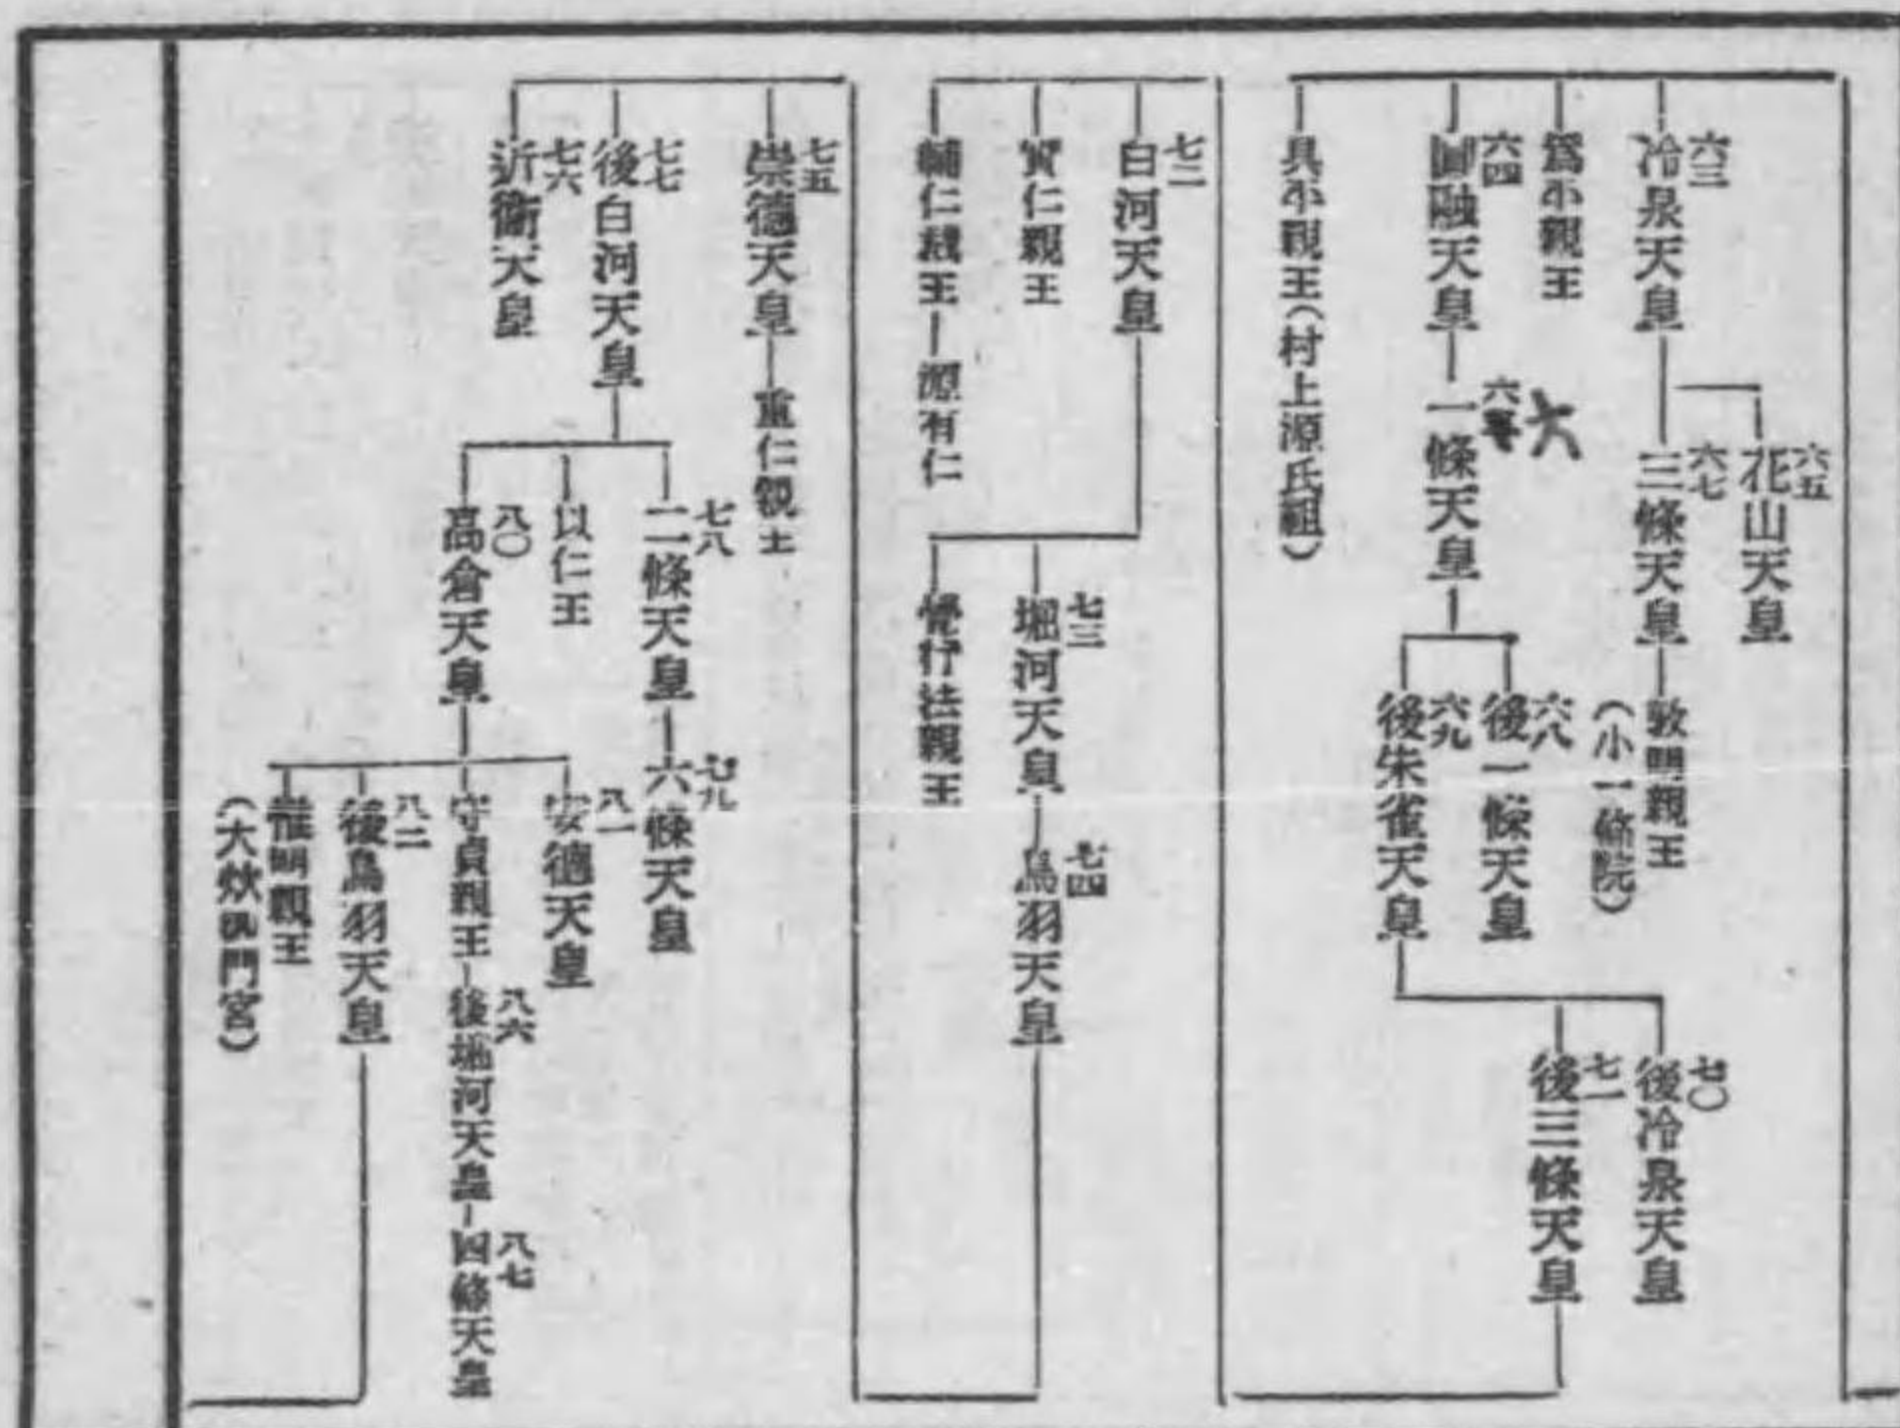 六三
冷泉天皇
六五
花山天皇
六七
三條天皇
敦明親王
(小一條院)
爲平親王
六四
圓融天皇
六
六
一條天皇
六八
後一條天皇
六九
後朱雀天皇
七〇
後冷泉天皇
七一
後三條天皇
具平親王(村上源氏祖)
七二
白河天皇
實仁親王
輔仁親王
源有仁
七三
堀河天皇
七四
鳥羽天皇
覺行法親王
七五
崇德天皇
重仁親王
七七
後白河天皇
七六
近衞天皇
七八
二條天皇
七九
六條天皇
以仁王
八〇
高倉天皇
八一
安德天皇
守貞親王
八六
後堀河天皇
八七
四條天皇
八二
後鳥羽天皇
惟明親王
(大炊御門宮)